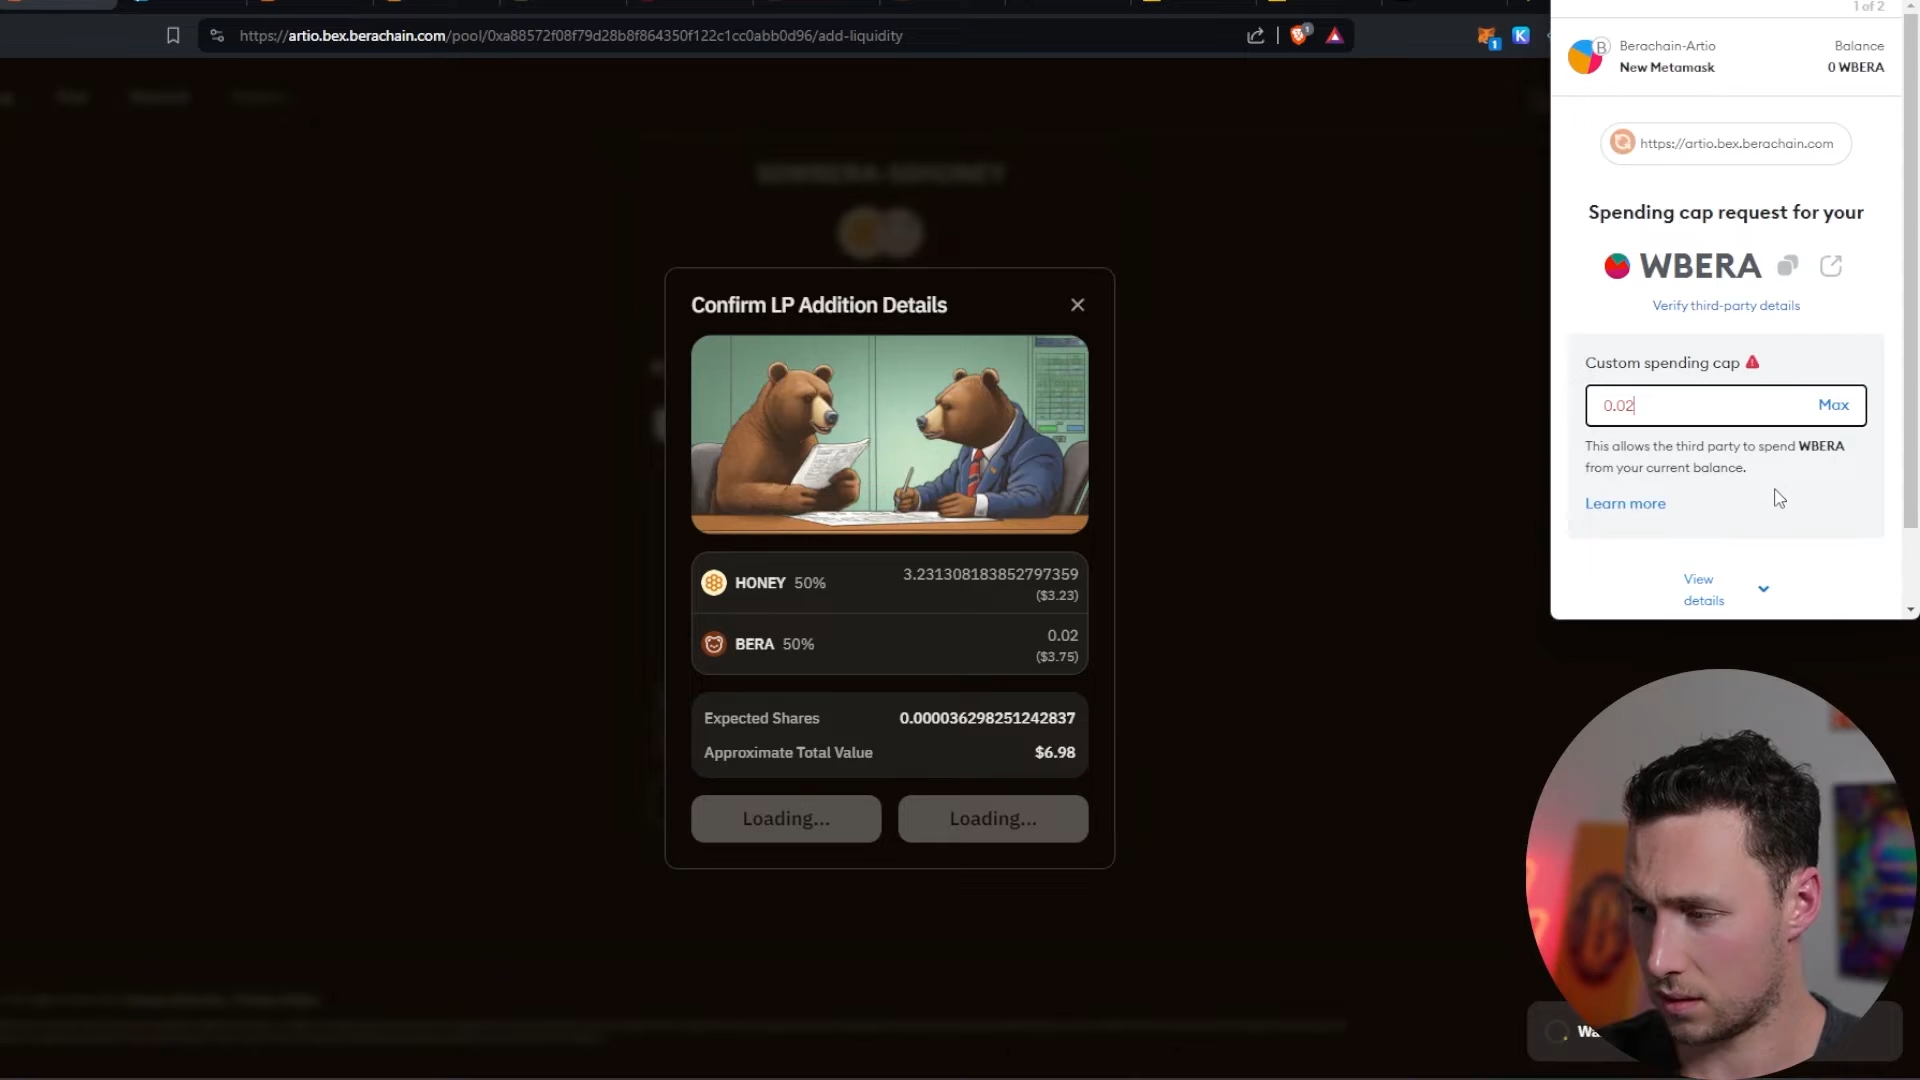 https://artio.bex.berachain.com/pool/0xa88572f08f79d28b8f864350f122c1cc0abb0d96/add-liquidity
1
1
K
1 of 2
B
Berachain-Artio
New Metamask
Balance
0 WBERA
https://artio.bex.berachain.com
Spending cap request for your
WBERA
Verify third-party details
Custom spending cap
0.02
Max
This allows the third party to spend WBERA
from your current balance.
Learn more
View
details
50WBERA-50HONEY
Confirm LP Addition Details
HONEY 50%
3.231308183852797359
($3.23)
BERA 50%
0.02
($3.75)
Expected Shares
0.000036298251242837
Approximate Total Value
$6.98
Loading...
Loading...